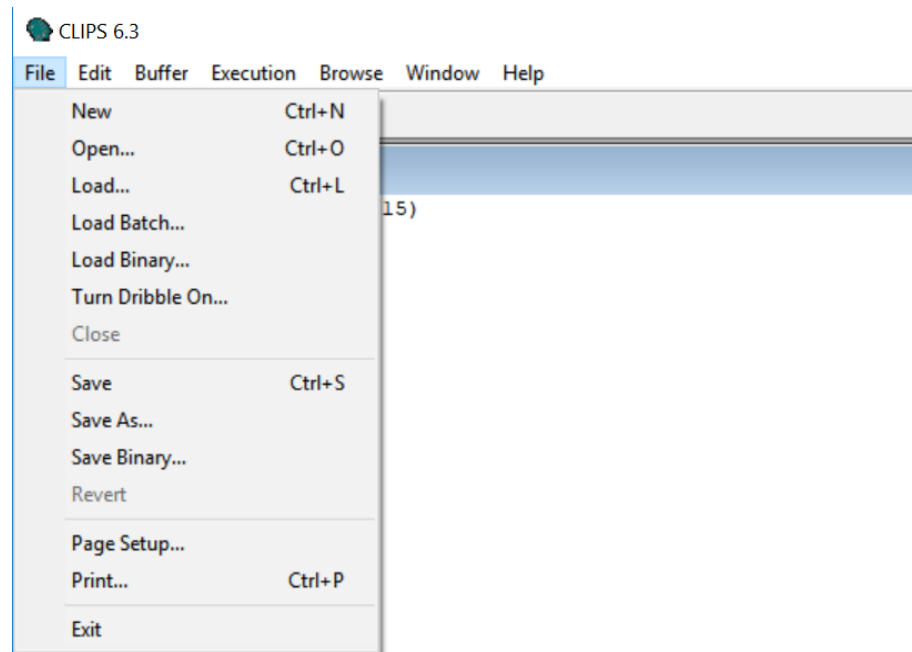 CLIPS 6.3
File Edit Buffer Execution Browse Window Help
New Ctrl+N
Open... Ctrl+O
Load... Ctrl+L
15)
Load Batch...
Load Binary...
Turn Dribble On...
Close
Save Ctrl+S
Save As...
Save Binary...
Revert
Page Setup...
Print... Ctrl+P
Exit